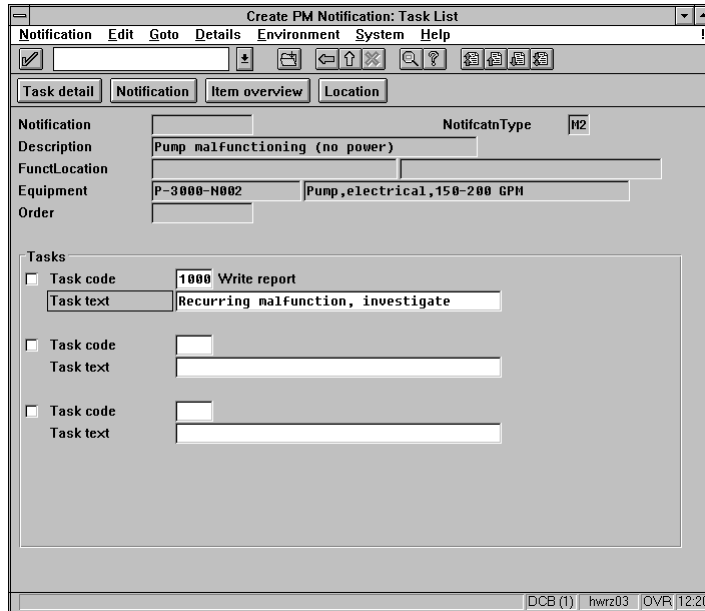 Create PM Notification: Task List
Notification Edit Goto Details Environment System Help
Task detail Notification Item overview Location
Notification NotifcatnType M2
Description Pump malfunctioning (no power)
FunctLocation
Equipment P-3000-N002 Pump,electrical,150-200 GPM
Order
Tasks
Task code 1000 Write report
Task text Recurring malfunction, investigate
Task code
Task text
Task code
Task text
DCB (1) hwrz03 OVR